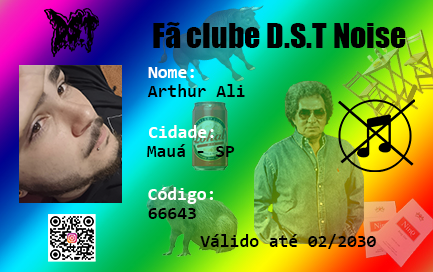 Fã clube D.S.T Noise
Nome:
Arthur Ali
Cidade:
Mauá - SP
Código:
66643
Válido até 02/2030